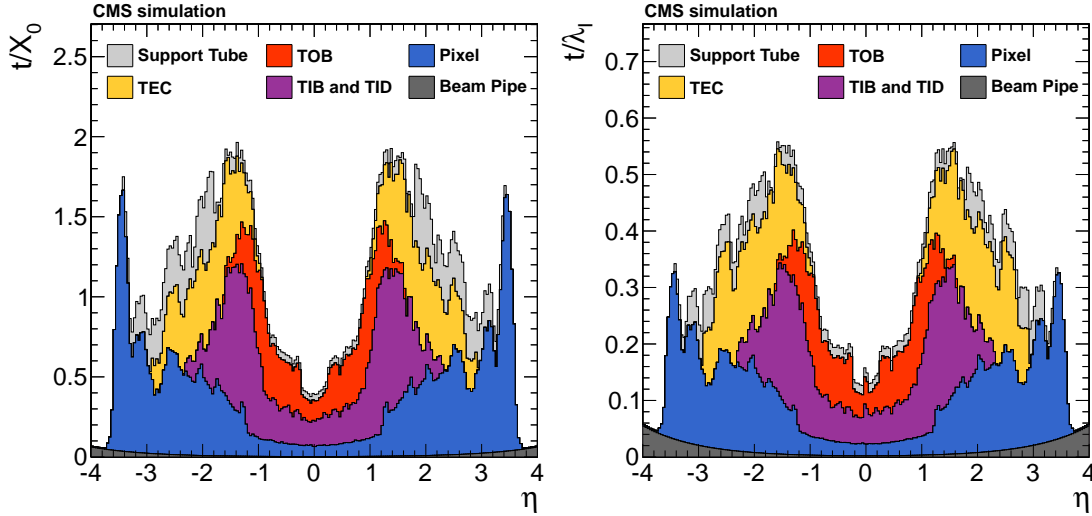 CMS simulation
t/X₀
2.5
2
1.5
1
0.5
0
Support Tube TOB Pixel
TEC TIB and TID Beam Pipe
-4 -3 -2 -1 0 1 2 3 4
η
CMS simulation
t/λI
0.7
0.6
0.5
0.4
0.3
0.2
0.1
0
Support Tube TOB Pixel
TEC TIB and TID Beam Pipe
-4 -3 -2 -1 0 1 2 3 4
η